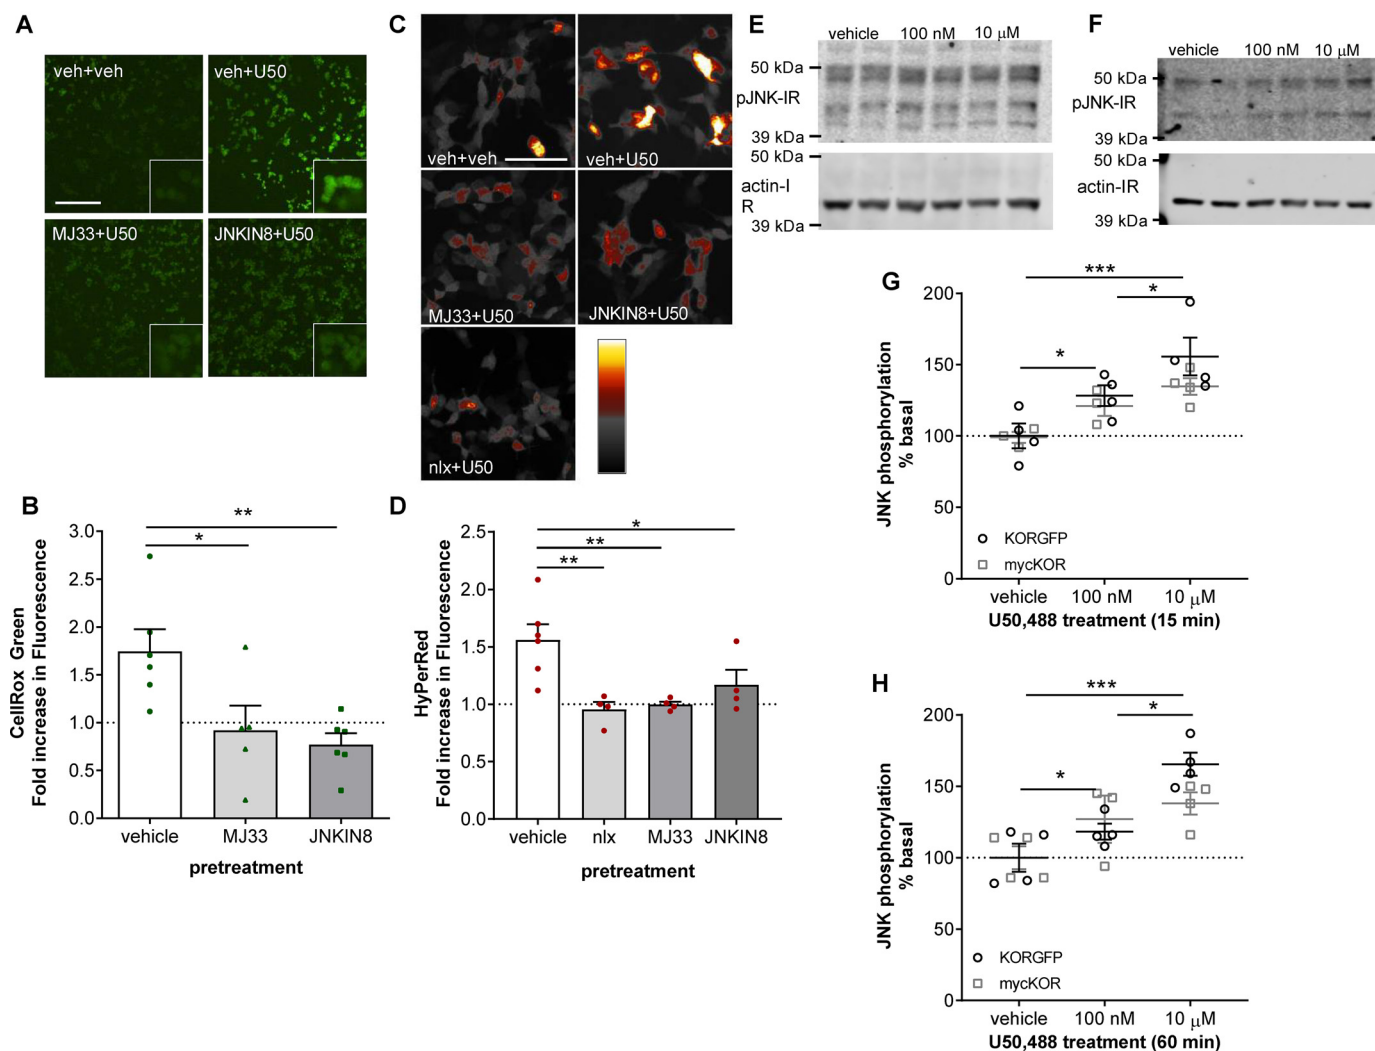 A
veh+veh
veh+U50
MJ33+U50
JNKIN8+U50
B
CellRox Green
Fold increase in Fluorescence
3.0
2.5
2.0
1.5
1.0
0.5
0.0
**
*
vehicle
MJ33
JNKIN8
pretreatment
C
veh+veh
veh+U50
MJ33+U50
JNKIN8+U50
nlx+U50
D
HyPerRed
Fold increase in Fluorescence
2.5
2.0
1.5
1.0
0.5
0.0
*
**
**
vehicle
nlx
MJ33
JNKIN8
pretreatment
E
vehicle
100 nM
10 µM
50 kDa
pJNK-IR
39 kDa
50 kDa
actin-I
R
39 kDa
F
vehicle
100 nM
10 µM
50 kDa
pJNK-IR
39 kDa
50 kDa
actin-IR
39 kDa
G
JNK phosphorylation
% basal
200
150
100
50
0
***
*
*
KORGFP
mycKOR
vehicle
100 nM
10 µM
U50,488 treatment (15 min)
H
JNK phosphorylation
% basal
200
150
100
50
0
***
*
*
KORGFP
mycKOR
vehicle
100 nM
10 µM
U50,488 treatment (60 min)